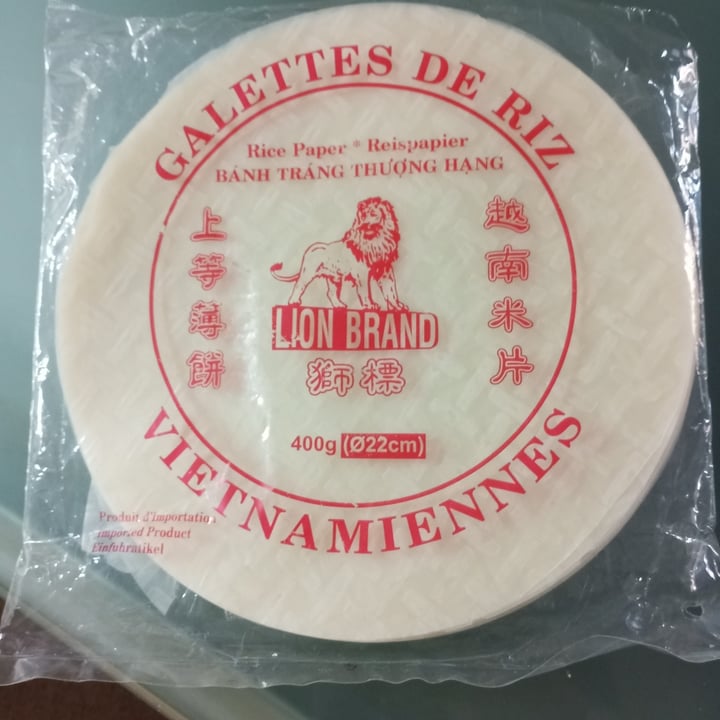 GALETTES DE RIZ
Rice Paper * Reispapier
BÁNH TRÁNG THƯỢNG HẠNG
上等薄餅
越南米片
LION BRAND
獅標
400g (Ø22cm)
VIETNAMIENNES
Produit d'Importation
Imported Product
Einfuhratikel